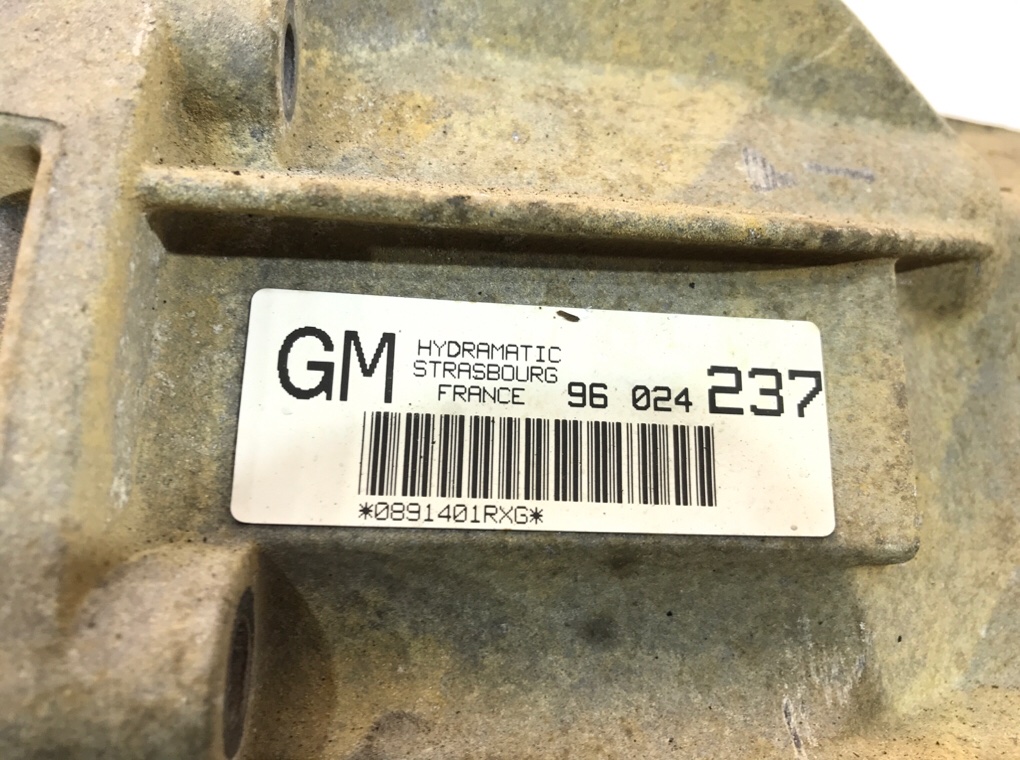 GM HYDRAMATIC
STRASBOURG
FRANCE 96 024 237
*0891401RXG*